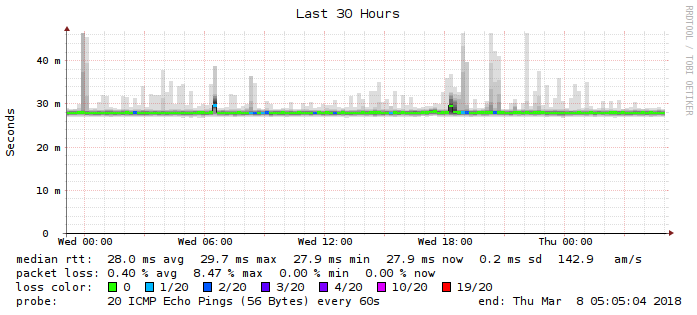 Last 30 Hours
RRDTOOL / TOBI OETIKER
Seconds
40 m
30 m
20 m
10 m
0
Wed 00:00 Wed 06:00 Wed 12:00 Wed 18:00 Thu 00:00
median rtt: 28.0 ms avg 29.7 ms max 27.9 ms min 27.9 ms now 0.2 ms sd 142.9 am/s
packet loss: 0.40 % avg 8.47 % max 0.00 % min 0.00 % now
loss color: 0 1/20 2/20 3/20 4/20 10/20 19/20
probe: 20 ICMP Echo Pings (56 Bytes) every 60s end: Thu Mar 8 05:05:04 2018